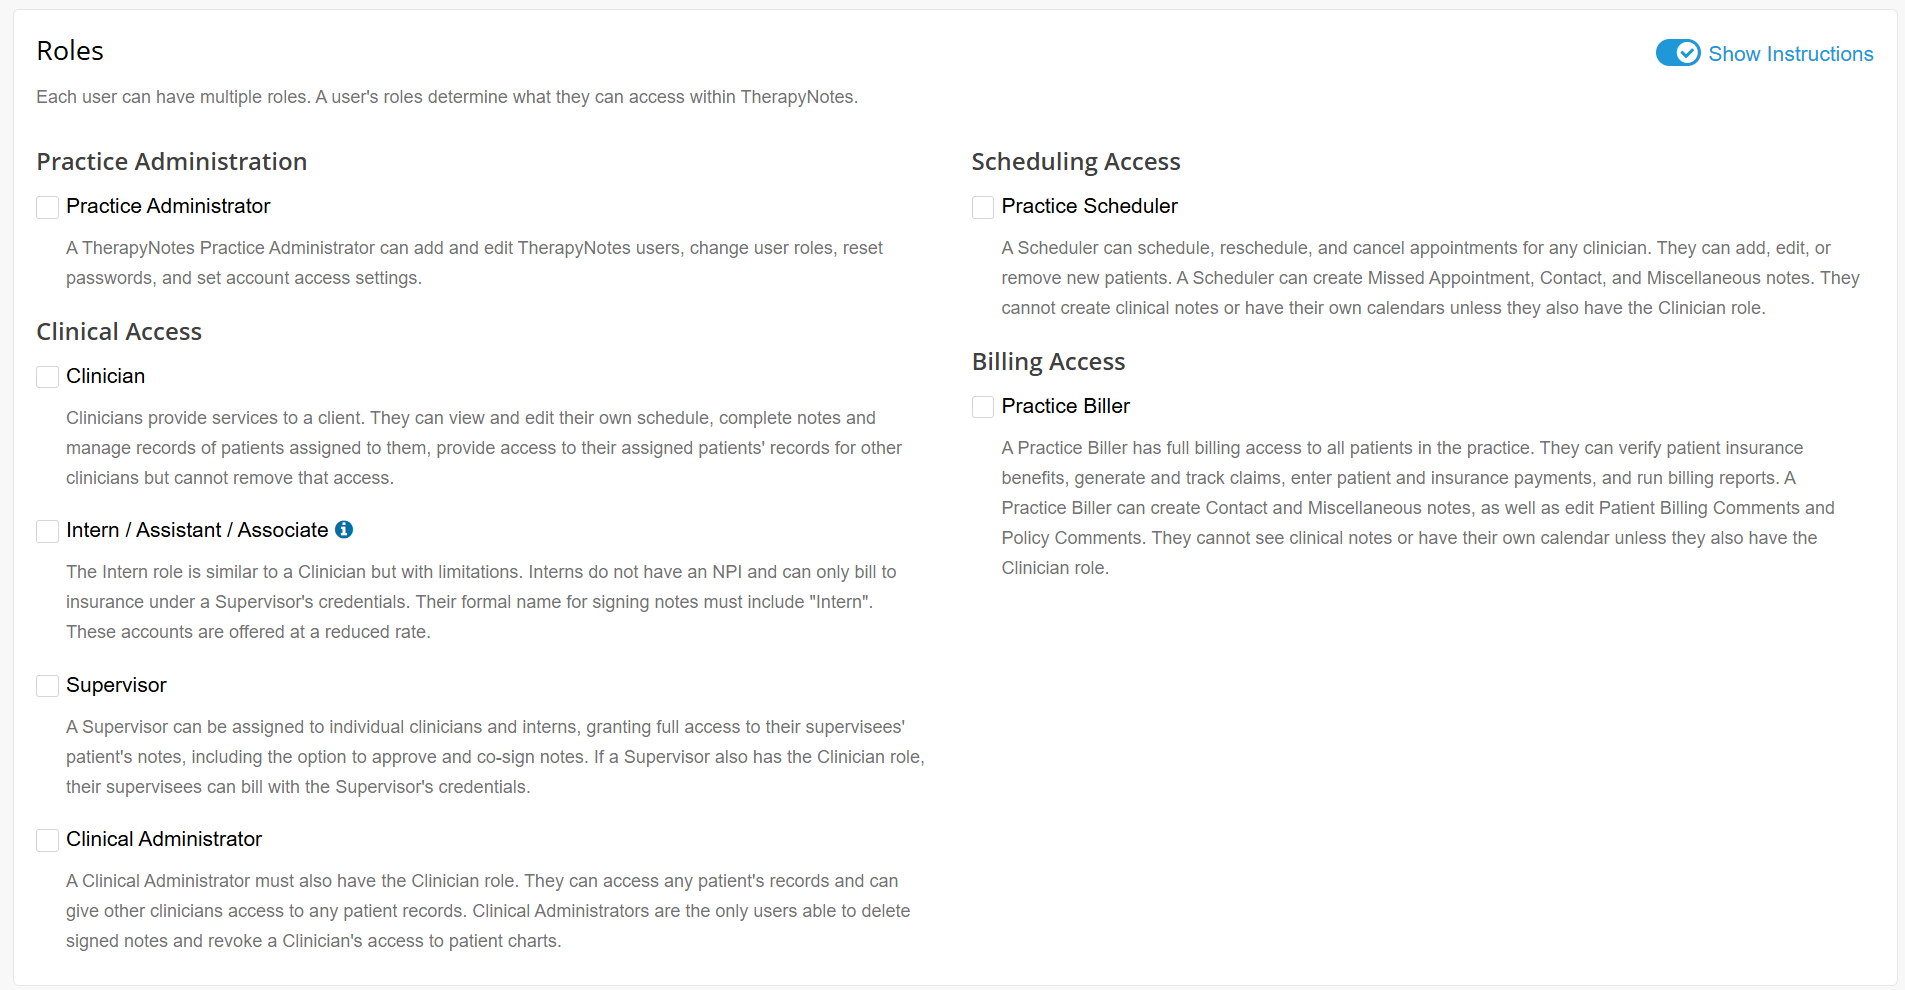 Roles
Show Instructions
Each user can have multiple roles. A user's roles determine what they can access within TherapyNotes.
Practice Administration
Practice Administrator
A TherapyNotes Practice Administrator can add and edit TherapyNotes users, change user roles, reset
passwords, and set account access settings.
Clinical Access
Clinician
Clinicians provide services to a client. They can view and edit their own schedule, complete notes and
manage records of patients assigned to them, provide access to their assigned patients' records for other
clinicians but cannot remove that access.
Intern / Assistant / Associate
The Intern role is similar to a Clinician but with limitations. Interns do not have an NPI and can only bill to
insurance under a Supervisor's credentials. Their formal name for signing notes must include "Intern".
These accounts are offered at a reduced rate.
Supervisor
A Supervisor can be assigned to individual clinicians and interns, granting full access to their supervisees'
patient's notes, including the option to approve and co-sign notes. If a Supervisor also has the Clinician role,
their supervisees can bill with the Supervisor's credentials.
Clinical Administrator
A Clinical Administrator must also have the Clinician role. They can access any patient's records and can
give other clinicians access to any patient records. Clinical Administrators are the only users able to delete
signed notes and revoke a Clinician's access to patient charts.
Scheduling Access
Practice Scheduler
A Scheduler can schedule, reschedule, and cancel appointments for any clinician. They can add, edit, or
remove new patients. A Scheduler can create Missed Appointment, Contact, and Miscellaneous notes. They
cannot create clinical notes or have their own calendars unless they also have the Clinician role.
Billing Access
Practice Biller
A Practice Biller has full billing access to all patients in the practice. They can verify patient insurance
benefits, generate and track claims, enter patient and insurance payments, and run billing reports. A
Practice Biller can create Contact and Miscellaneous notes, as well as edit Patient Billing Comments and
Policy Comments. They cannot see clinical notes or have their own calendar unless they also have the
Clinician role.